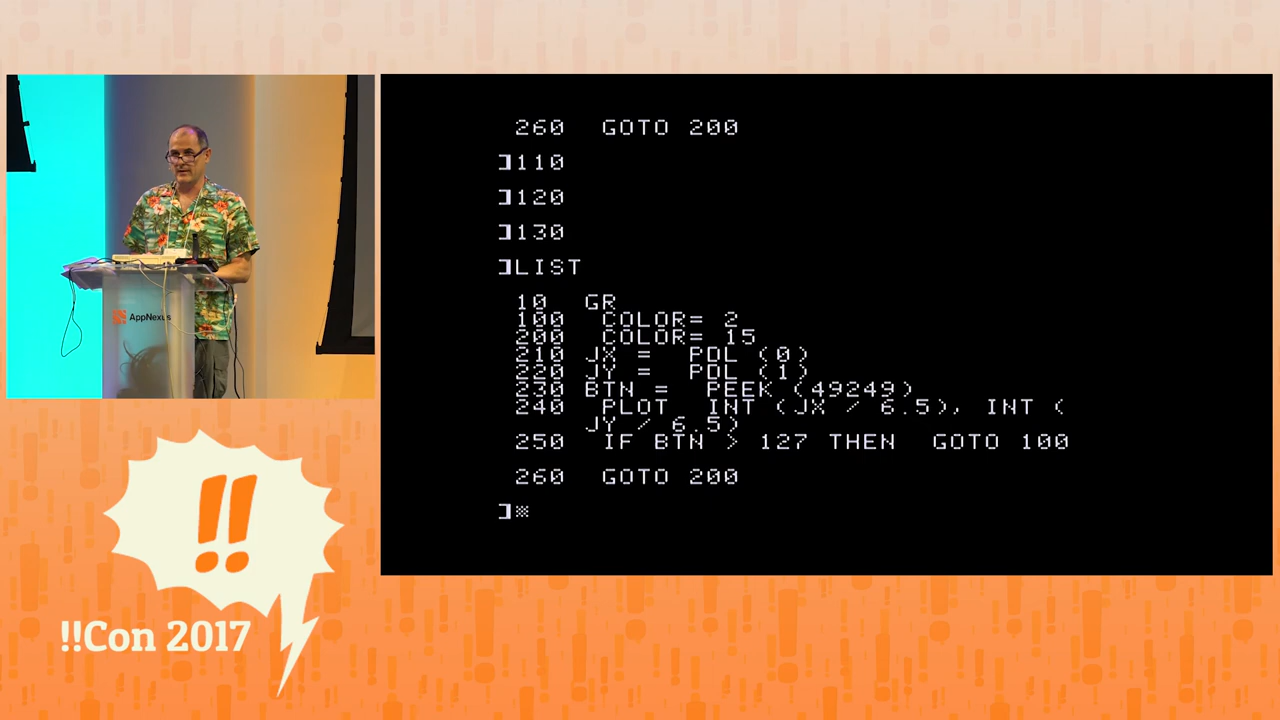 260  GOTO 200
]110
]120
]130
]LIST
10  GR
100  COLOR= 2
200  COLOR= 15
210 JX =  PDL (0)
220 JY =  PDL (1)
230 BTN =  PEEK (49249)
240  PLOT  INT (JX / 6.5), INT (
JY / 6.5)
250  IF BTN > 127 THEN  GOTO 100
260  GOTO 200
]
AppNexus
!!
!!Con 2017